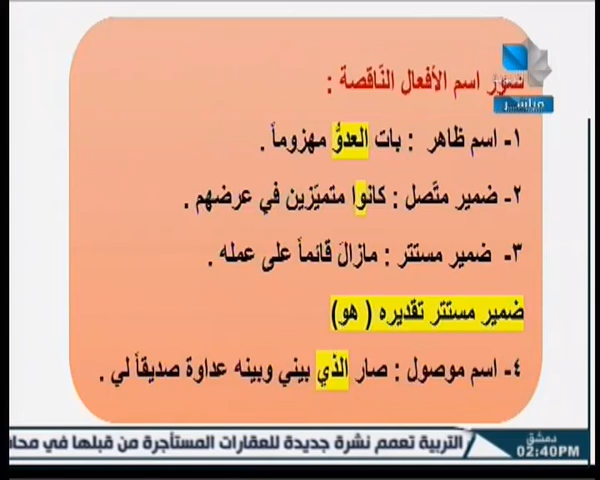 صور اسم الأفعال النّاقصة :
مباشر
١- اسم ظاهر : بات العدوُّ مهزوماً .
٢- ضمير متّصل : كانوا متميّزين في عرضهم .
٣- ضمير مستتر : مازالَ قائماً على عمله .
ضمير مستتر تقديره ( هو)
٤- اسم موصول : صار الذي بيني وبينه عداوة صديقاً لي .
دمشق
02:40PM
التربية تعمم نشرة جديدة للعقارات المستأجرة من قبلها في محا